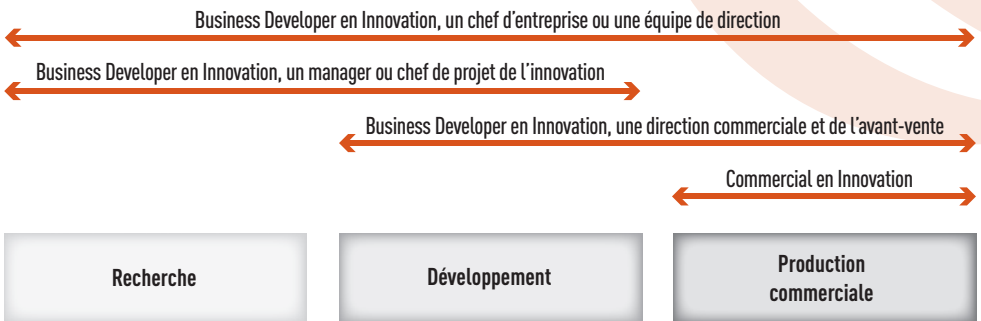 Business Developer en Innovation, un chef d’entreprise ou une équipe de direction
Business Developer en Innovation, un manager ou chef de projet de l’innovation
Business Developer en Innovation, une direction commerciale et de l’avant-vente
Commercial en Innovation
Recherche
Développement
Production
commerciale